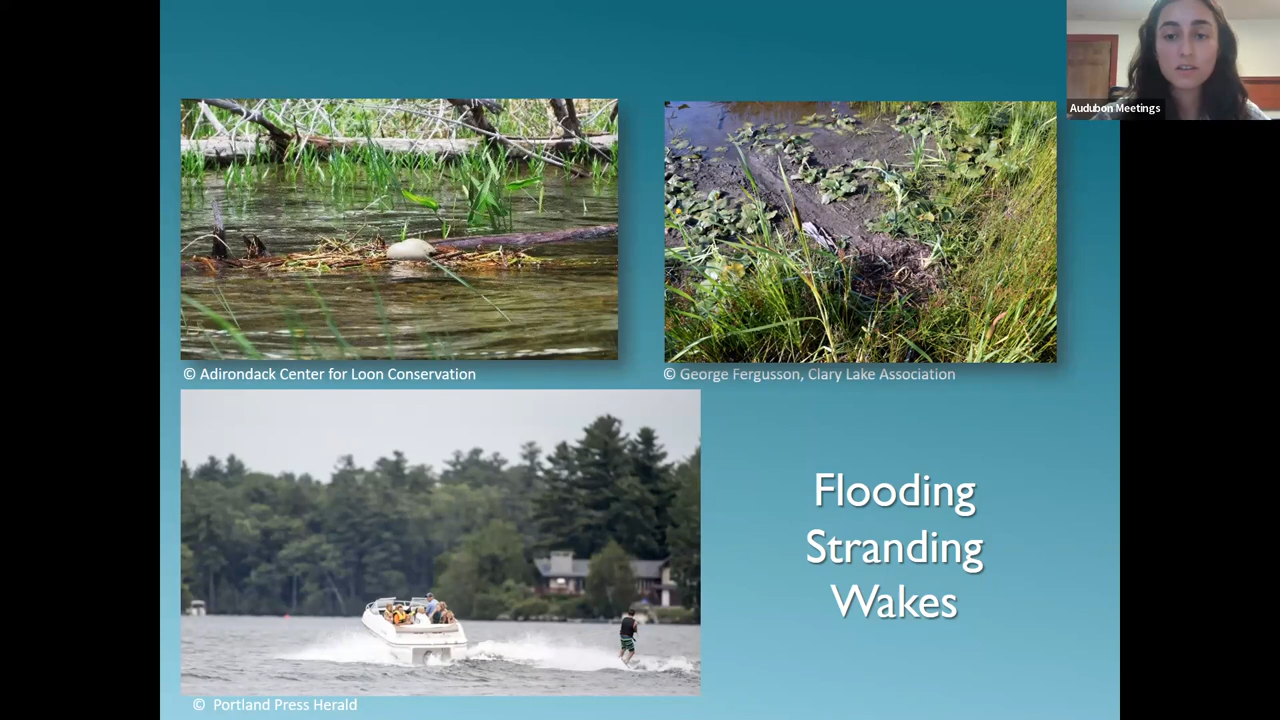 Audubon Meetings
© Adirondack Center for Loon Conservation
© George Fergusson, Clary Lake Association
Flooding
Stranding
Wakes
© Portland Press Herald